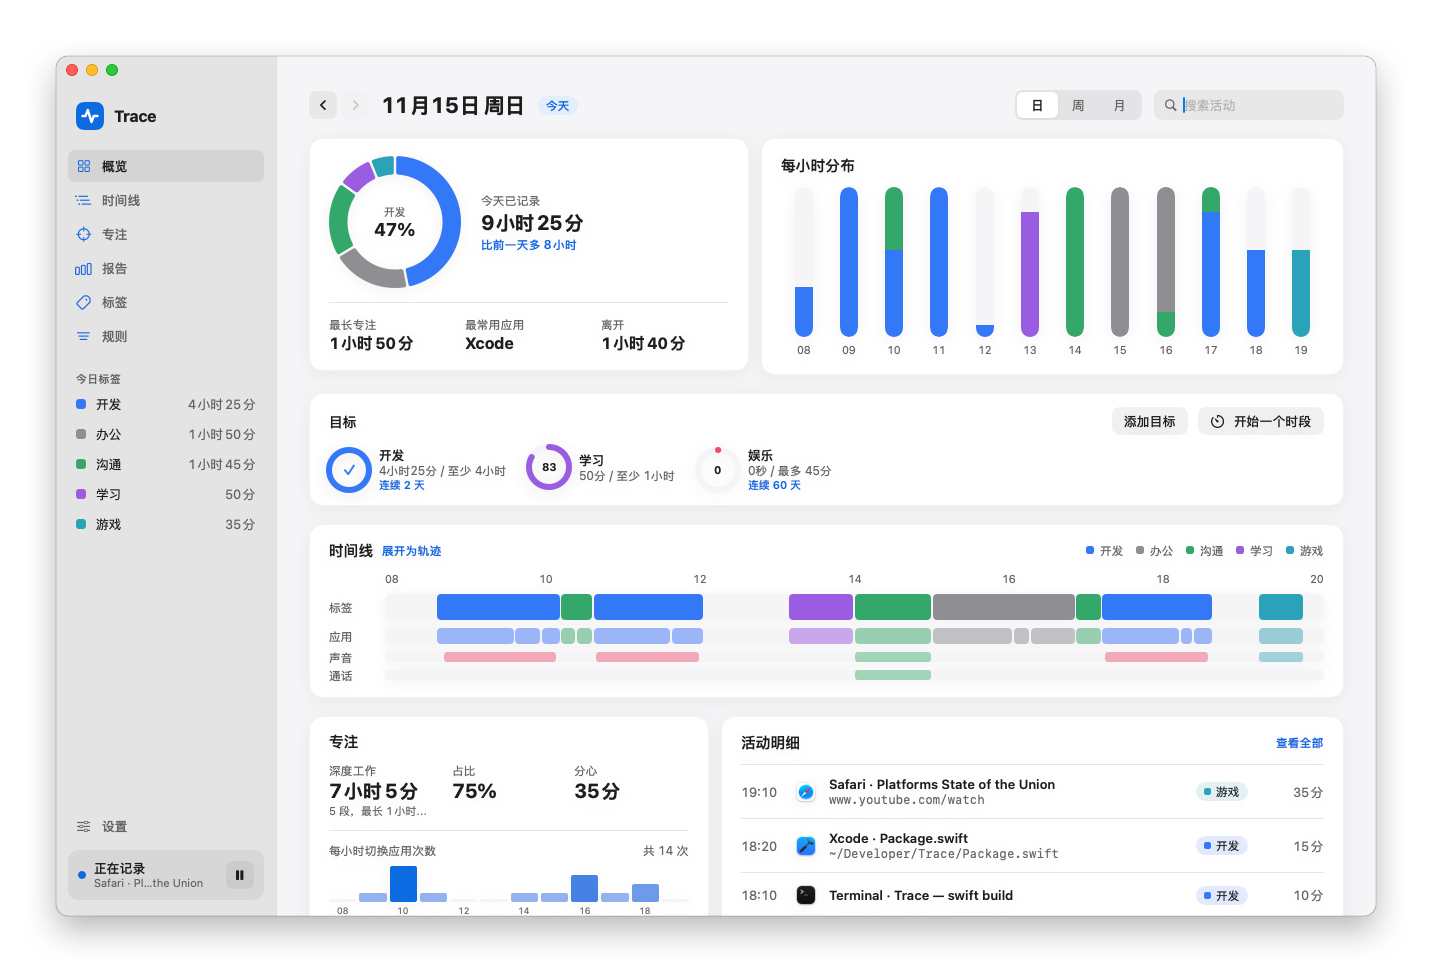 Trace
概览
时间线
专注
报告
标签
规则
今日标签
开发 4小时25分
办公 1小时50分
沟通 1小时45分
学习 50分
游戏 35分
设置
正在记录
Safari · Pl...the Union
11月15日 周日 今天
日 周 月
搜索活动
开发
47%
今天已记录
9小时25分
比前一天多 8小时
最长专注 最常用应用 离开
1小时50分 Xcode 1小时40分
每小时分布
08 09 10 11 12 13 14 15 16 17 18 19
目标 添加目标 开始一个时段
开发
4小时25分 / 至少 4小时
连续 2 天
83
学习
50分 / 至少 1小时
0
娱乐
0秒 / 最多 45分
连续 60 天
时间线 展开为轨迹 开发 办公 沟通 学习 游戏
08 10 12 14 16 18 20
标签
应用
声音
通话
专注
深度工作 占比 分心
7小时5分 75% 35分
5 段，最长 1小时...
每小时切换应用次数 共 14 次
08 10 12 14 16 18
活动明细 查看全部
19:10 Safari · Platforms State of the Union 游戏 35分
www.youtube.com/watch
18:20 Xcode · Package.swift 开发 15分
~/Developer/Trace/Package.swift
18:10 Terminal · Trace — swift build 开发 10分